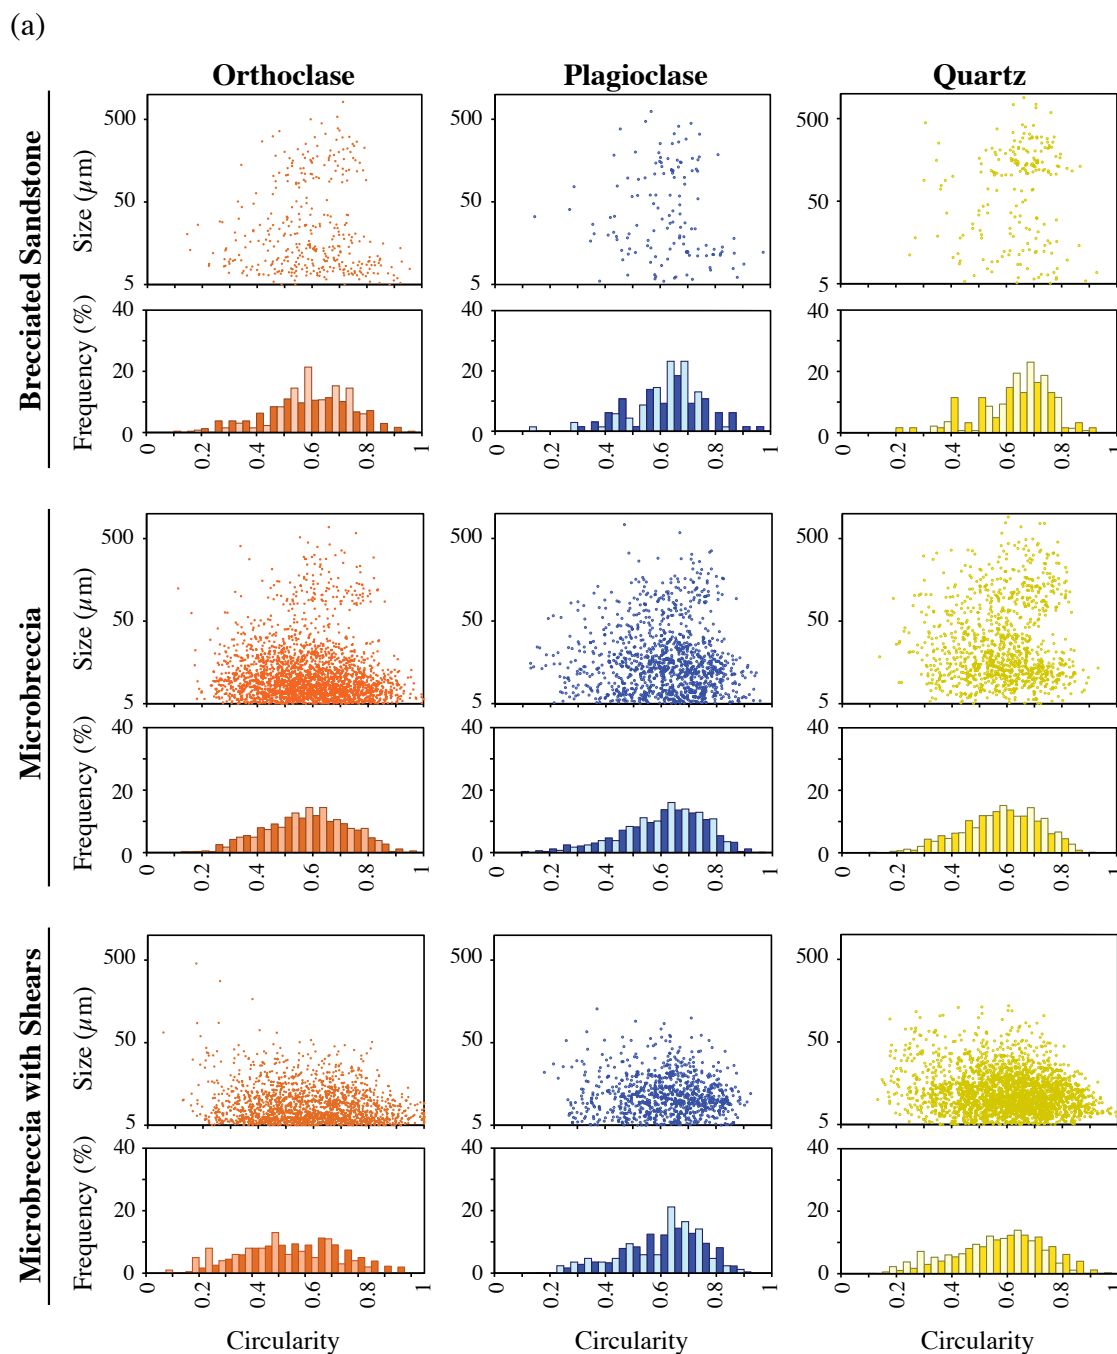 (a)
Orthoclase Plagioclase Quartz
Brecciated Sandstone
Size (µm)
500
50
5
500
50
5
500
50
5
Frequency (%)
40
20
0
40
20
0
40
20
0
0 0.2 0.4 0.6 0.8 1
0 0.2 0.4 0.6 0.8 1
0 0.2 0.4 0.6 0.8 1
Microbreccia
Size (µm)
500
50
5
500
50
5
500
50
5
Frequency (%)
40
20
0
40
20
0
40
20
0
0 0.2 0.4 0.6 0.8 1
0 0.2 0.4 0.6 0.8 1
0 0.2 0.4 0.6 0.8 1
Microbreccia with Shears
Size (µm)
500
50
5
500
50
5
500
50
5
Frequency (%)
40
20
0
40
20
0
40
20
0
0 0.2 0.4 0.6 0.8 1
0 0.2 0.4 0.6 0.8 1
0 0.2 0.4 0.6 0.8 1
Circularity Circularity Circularity